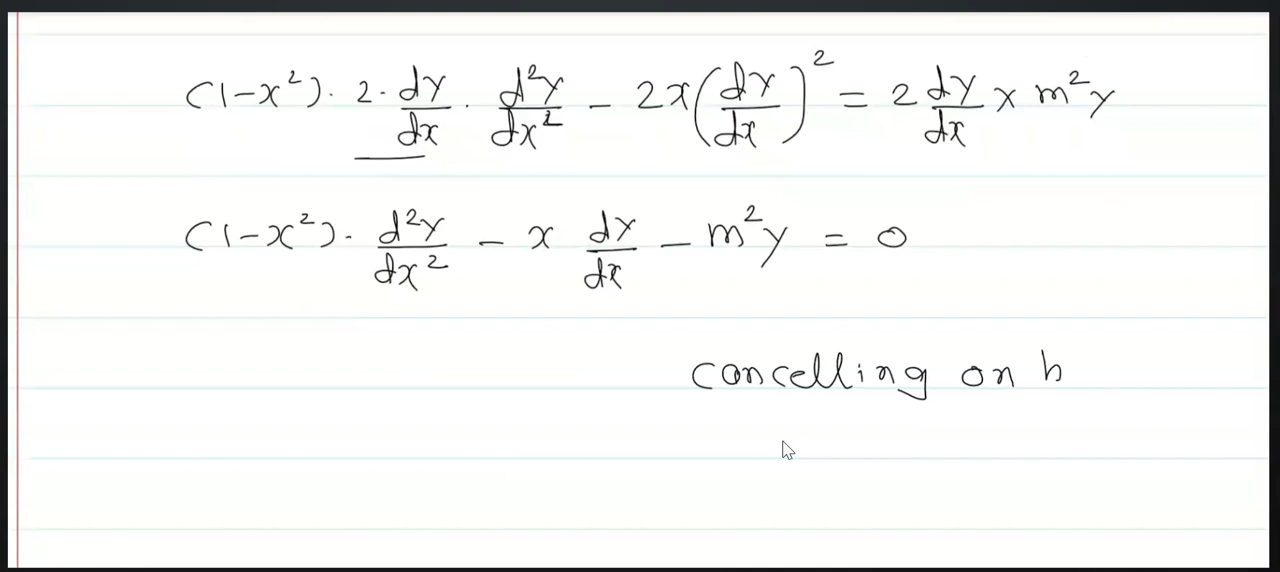 (1-x²). 2. dy/dx . d²y/dx² - 2x(dy/dx)² = 2 dy/dx × m²y
(1-x²). d²y/dx² - x dy/dx - m²y = 0
cancelling on b